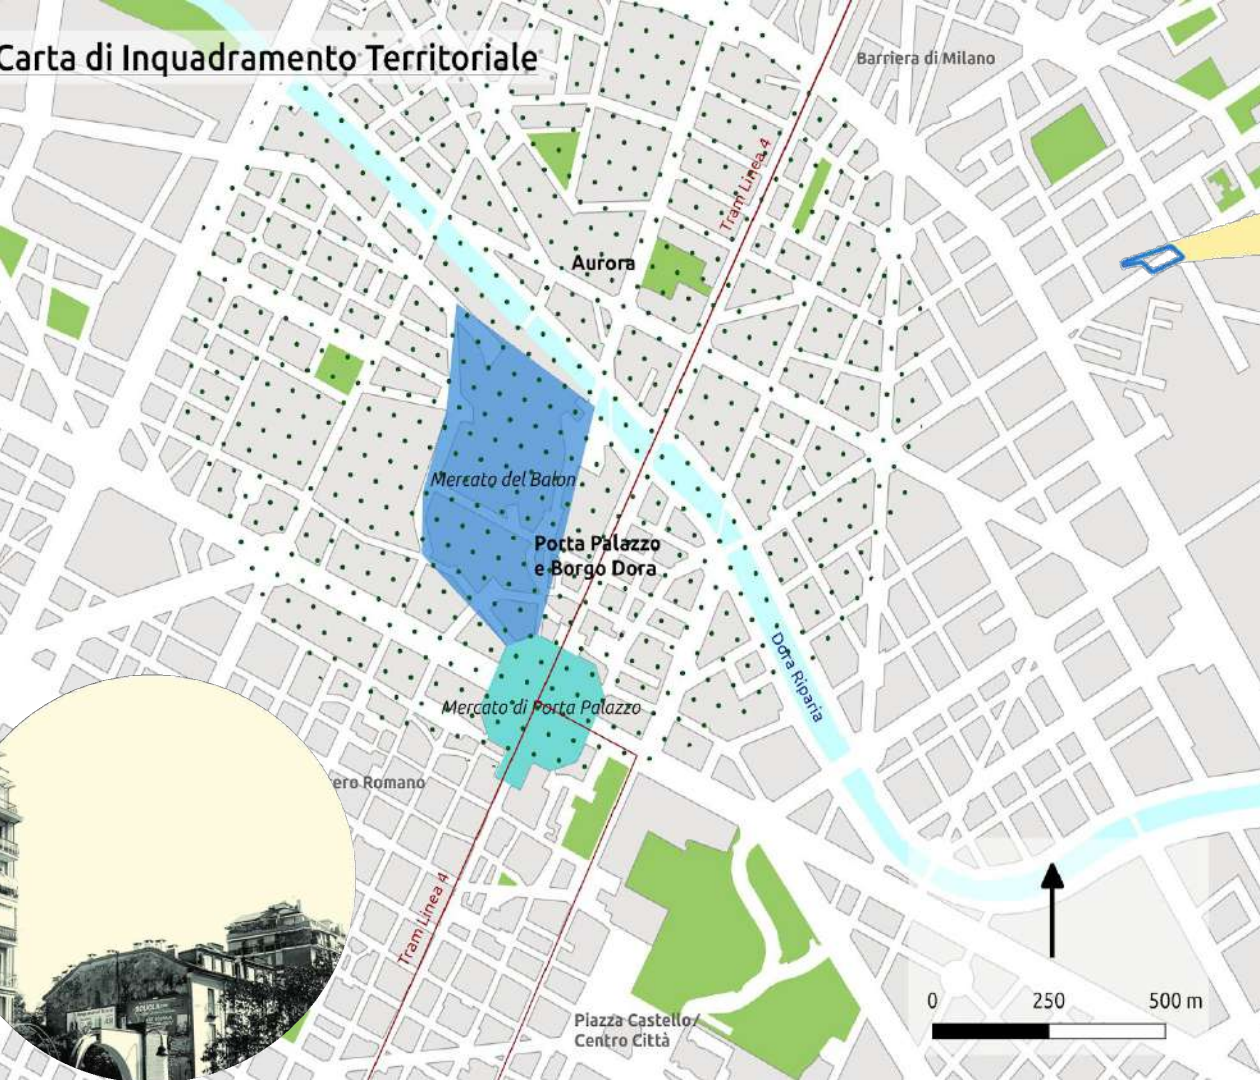 Carta di Inquadramento Territoriale
Barriera di Milano
Tram Linea 4
Aurora
Mercato del Balon
Porta Palazzo
e Borgo Dora
Dora Riparia
Mercato di Porta Palazzo
ero Romano
Tram Linea 4
SCUOLA
0 250 500 m
Piazza Castello/
Centro Città